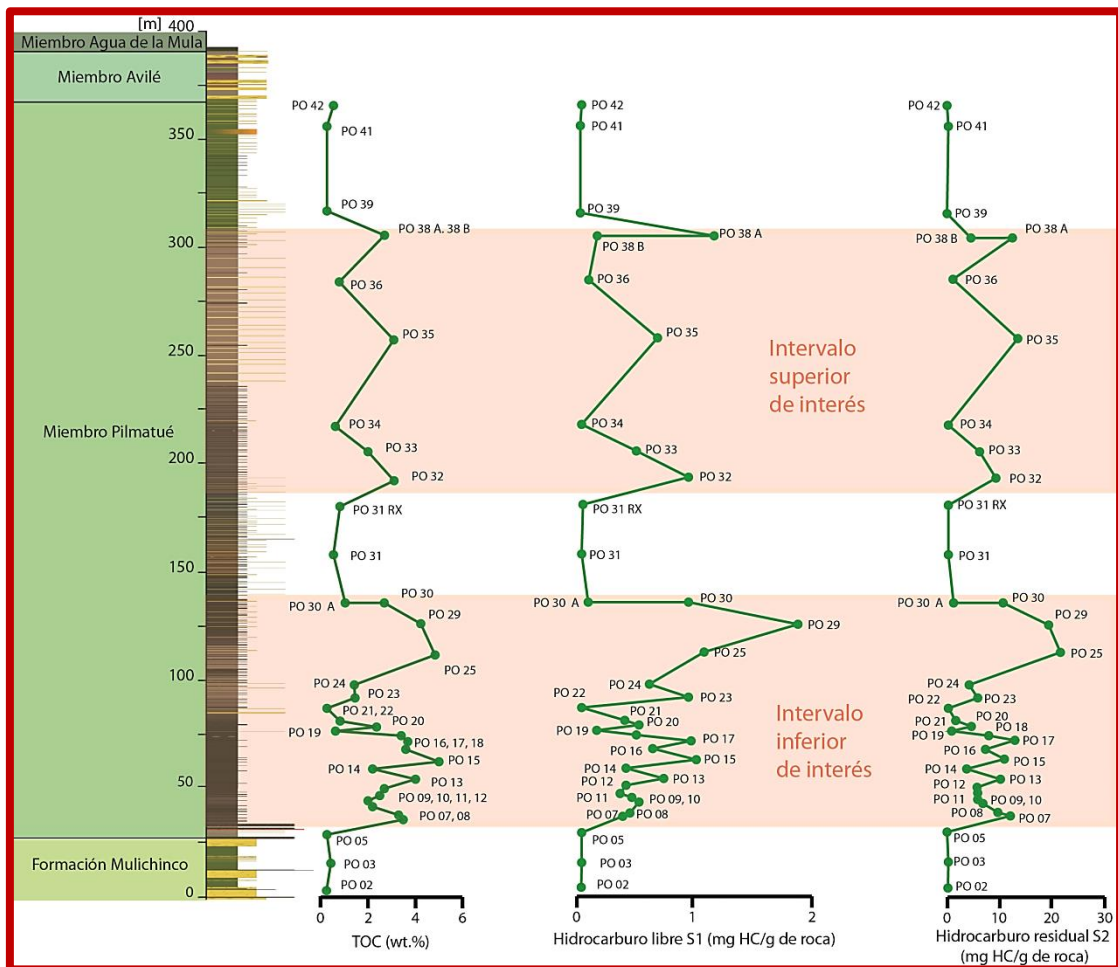 [m] 400
Miembro Agua de la Mula
Miembro Avilé
350
300
250
Miembro Pilmatué
200
150
100
50
Formación Mulichinco
0
PO 42
PO 41
PO 39
PO 38 A. 38 B
PO 36
PO 35
PO 34
PO 33
PO 32
PO 31 RX
PO 31
PO 30 A
PO 30
PO 29
PO 25
PO 24
PO 23
PO 21, 22
PO 20
PO 19
PO 16, 17, 18
PO 15
PO 14
PO 13
PO 09, 10, 11, 12
PO 07, 08
PO 05
PO 03
PO 02
0 2 4 6
TOC (wt.%)
PO 42
PO 41
PO 39
PO 38 A
PO 38 B
PO 36
PO 35
PO 34
PO 33
PO 32
PO 31 RX
PO 31
PO 30 A
PO 30
PO 29
PO 25
PO 24
PO 23
PO 22
PO 21
PO 20
PO 19
PO 17
PO 16
PO 15
PO 14
PO 13
PO 12
PO 11
PO 09, 10
PO 07
PO 08
PO 05
PO 03
PO 02
0 1 2
Hidrocarburo libre S1 (mg HC/g de roca)
Intervalo
superior
de interés
Intervalo
inferior
de interés
PO 42
PO 41
PO 39
PO 38 A
PO 38 B
PO 36
PO 35
PO 34
PO 33
PO 32
PO 31 RX
PO 31
PO 30 A
PO 30
PO 29
PO 25
PO 24
PO 22
PO 23
PO 21
PO 20
PO 18
PO 19
PO 17
PO 16
PO 15
PO 14
PO 13
PO 12
PO 11
PO 09, 10
PO 08
PO 07
PO 05
PO 03
PO 02
0 10 20 30
Hidrocarburo residual S2
(mg HC/g de roca)